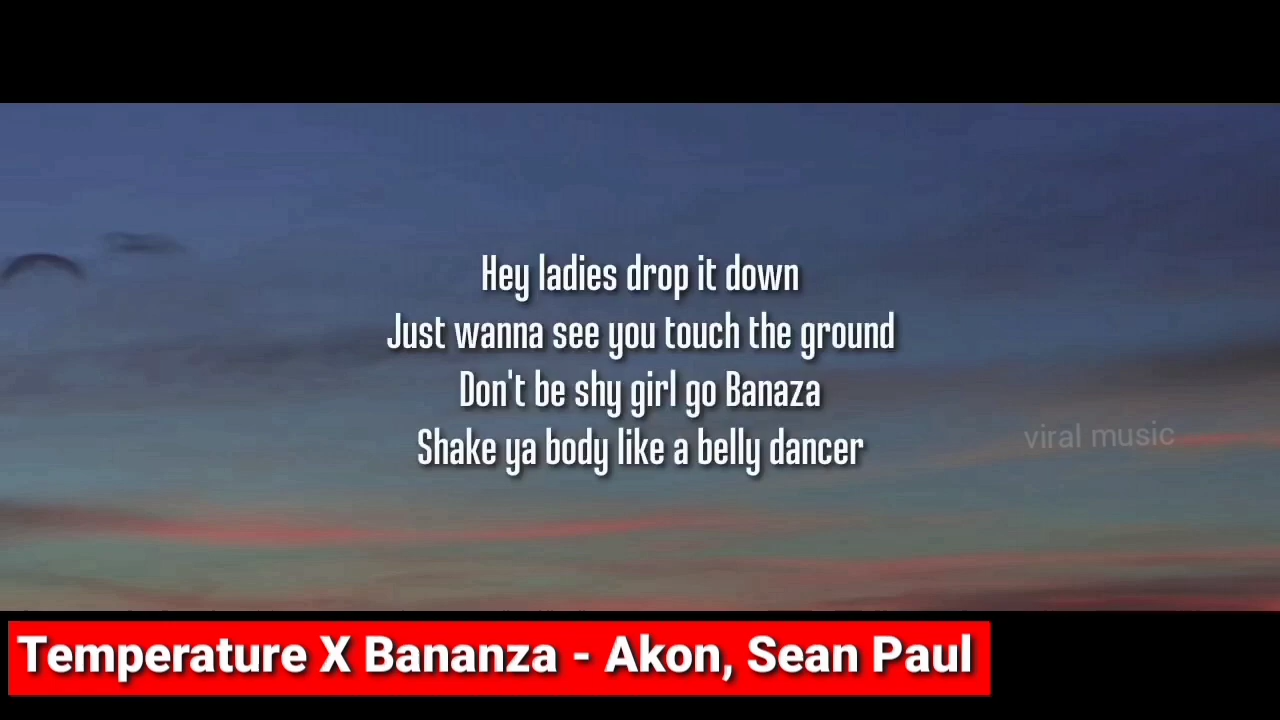 Hey ladies drop it down
Just wanna see you touch the ground
Don't be shy girl go Banaza
Shake ya body like a belly dancer
viral music
Temperature X Bananza - Akon, Sean Paul